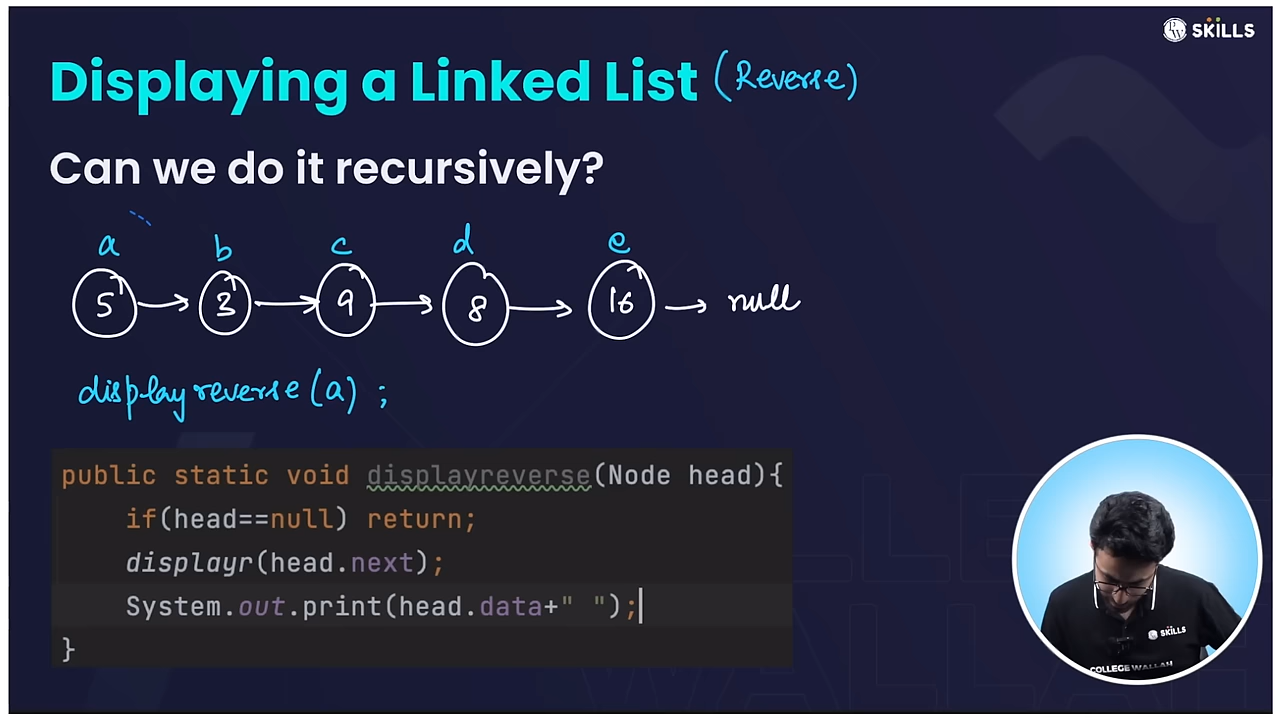 SKILLS
Displaying a Linked List (Reverse)
Can we do it recursively?
a b c d e
5 → 3 → 9 → 8 → 16 → null
displayreverse(a) ;
public static void displayreverse(Node head){
if(head==null) return;
displayr(head.next);
System.out.print(head.data+" ");
}
SKILLS
COLLEGE WALLAH